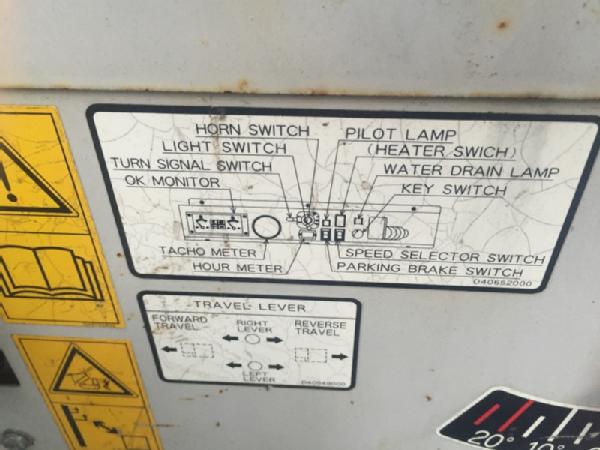 HORN SWITCH
PILOT LAMP
LIGHT SWITCH
(HEATER SWICH)
TURN SIGNAL SWITCH
WATER DRAIN LAMP
OK MONITOR
KEY SWITCH
TACHO METER
SPEED SELECTOR SWITCH
HOUR METER
PARKING BRAKE SWITCH
040652000
TRAVEL LEVER
FORWARD TRAVEL
RIGHT LEVER
REVERSE TRAVEL
LEFT LEVER
20° 10°